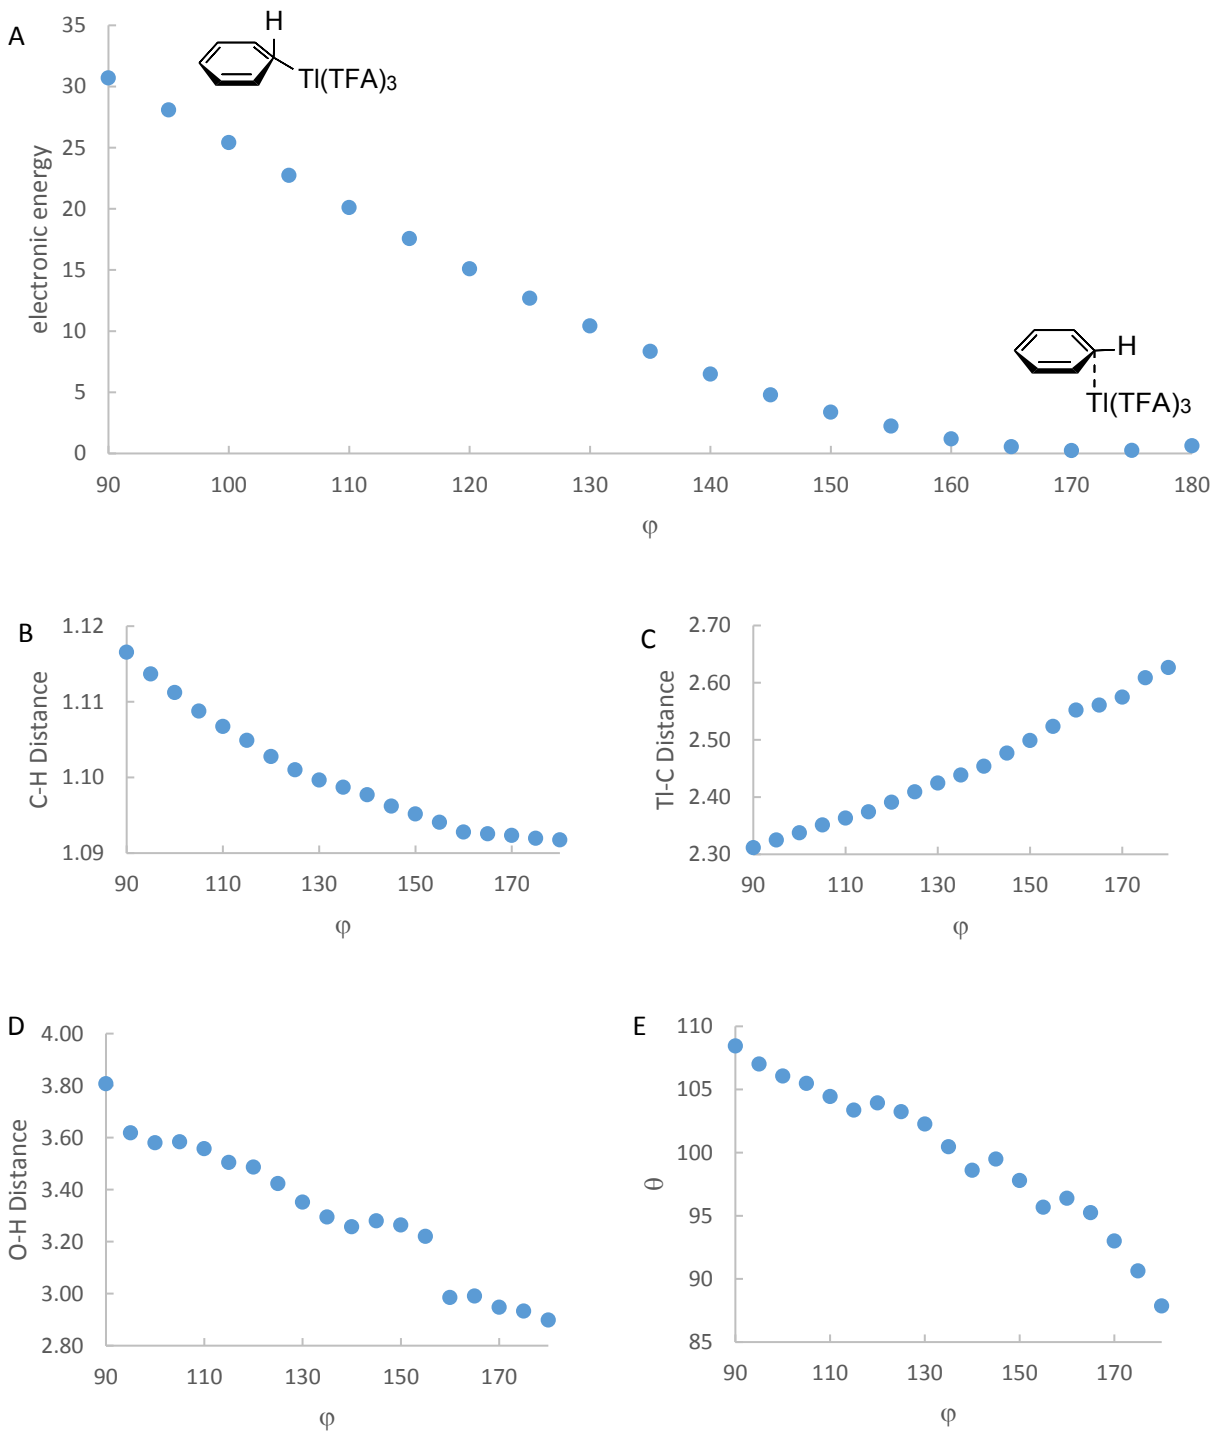 A
electronic energy
35
30
25
20
15
10
5
0
90 100 110 120 130 140 150 160 170 180
φ
H
Tl(TFA)3
H
Tl(TFA)3
B
C-H Distance
1.12
1.11
1.10
1.09
90 110 130 150 170
φ
C
Tl-C Distance
2.70
2.60
2.50
2.40
2.30
90 110 130 150 170
φ
D
O-H Distance
4.00
3.80
3.60
3.40
3.20
3.00
2.80
90 110 130 150 170
φ
E
θ
110
105
100
95
90
85
90 110 130 150 170
φ